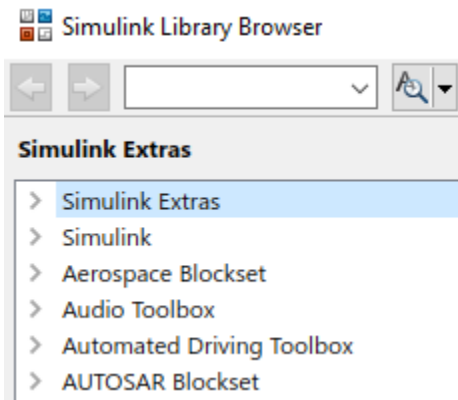 Simulink Library Browser
Simulink Extras
Simulink Extras
Simulink
Aerospace Blockset
Audio Toolbox
Automated Driving Toolbox
AUTOSAR Blockset